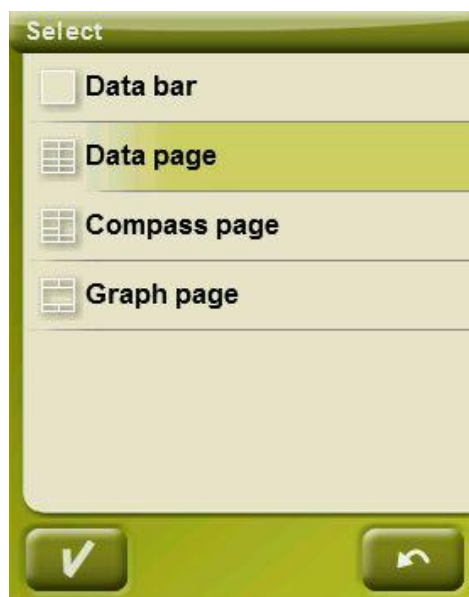 Select
Data bar
Data page
Compass page
Graph page